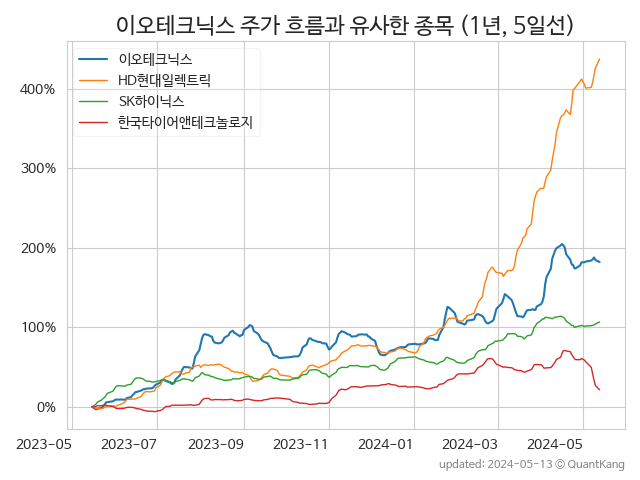 이오테크닉스 주가 흐름과 유사한 종목 (1년, 5일선)
이오테크닉스
HD현대일렉트릭
SK하이닉스
한국타이어앤테크놀로지
400%
300%
200%
100%
0%
2023-05 2023-07 2023-09 2023-11 2024-01 2024-03 2024-05
updated: 2024-05-13 © QuantKang